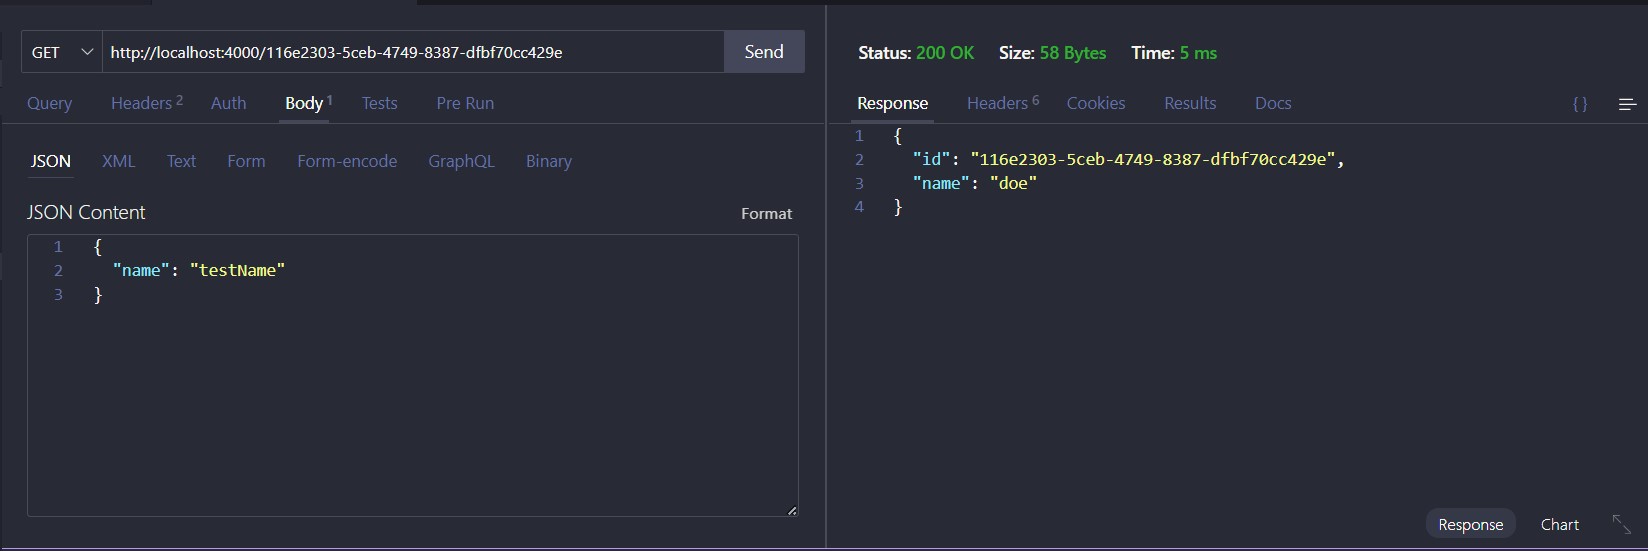 GET http://localhost:4000/116e2303-5ceb-4749-8387-dfbf70cc429e Send
Query Headers 2 Auth Body 1 Tests Pre Run
JSON XML Text Form Form-encode GraphQL Binary
JSON Content Format
1 {
2 "name": "testName"
3 }
Status: 200 OK Size: 58 Bytes Time: 5 ms
Response Headers 6 Cookies Results Docs { }
1 {
2 "id": "116e2303-5ceb-4749-8387-dfbf70cc429e",
3 "name": "doe"
4 }
Response Chart